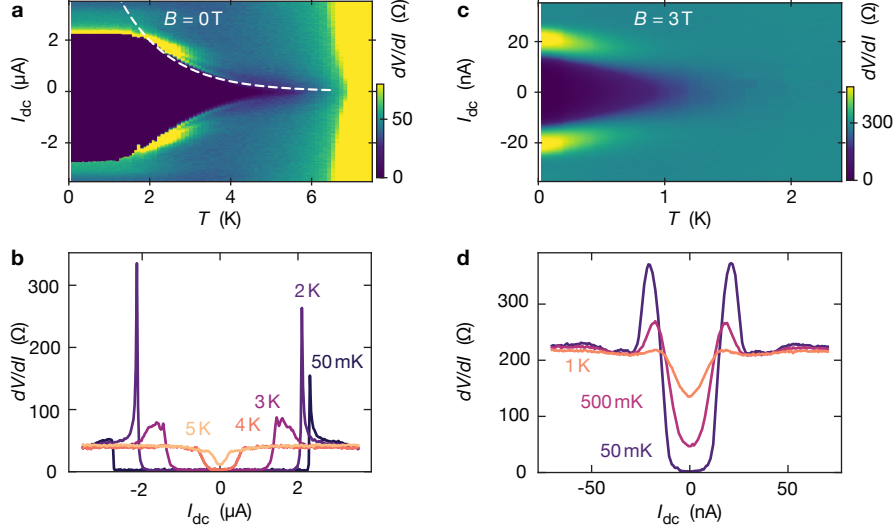 a
B = 0 T
I_dc (µA)
2
0
-2
0
2
4
6
T (K)
dV/dI (Ω)
50
0
c
B = 3 T
I_dc (nA)
20
0
-20
0
1
2
T (K)
dV/dI (Ω)
300
0
b
dV/dI (Ω)
300
200
100
0
2 K
50 mK
3 K
4 K
5 K
-2
0
2
I_dc (µA)
d
dV/dI (Ω)
300
200
100
0
1 K
500 mK
50 mK
-50
0
50
I_dc (nA)